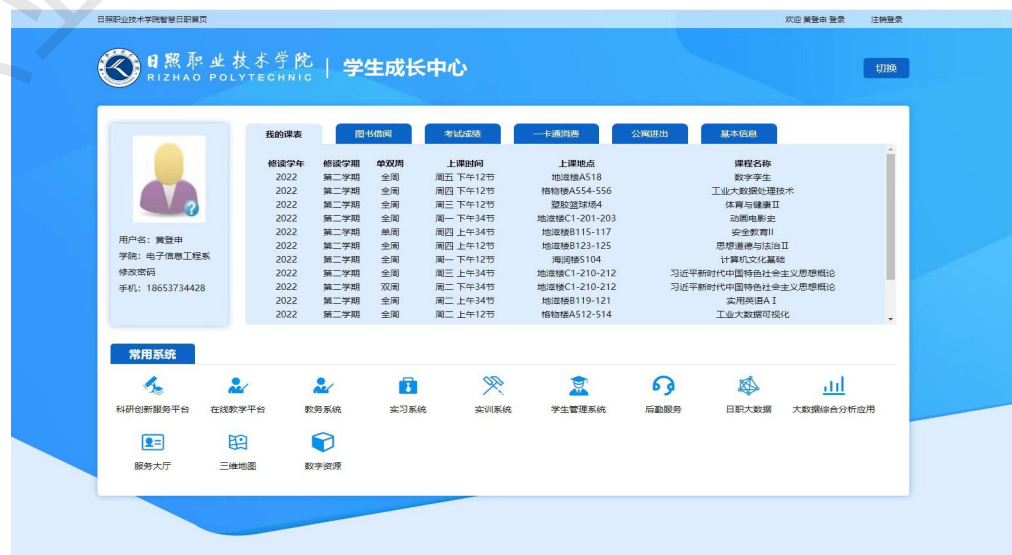 日照职业技术学院智慧日职首页 欢迎 黄登申 登录 注销登录
日照职业技术学院 | 学生成长中心 切换
RIZHAO POLYTECHNIC
我的课表 图书借阅 考试成绩 一卡通消费 公寓进出 基本信息
修读学年 修读学期 单双周 上课时间 上课地点 课程名称
2022 第二学期 全周 周五 下午12节 地滋楼A518 数字孪生
2022 第二学期 全周 周四 下午12节 格物楼A554-556 工业大数据处理技术
2022 第二学期 全周 周三 下午12节 塑胶篮球场4 体育与健康II
2022 第二学期 全周 周一 下午34节 地滋楼C1-201-203 动画电影史
2022 第二学期 单周 周四 上午34节 地滋楼B115-117 安全教育II
2022 第二学期 全周 周四 上午12节 地滋楼B123-125 思想道德与法治II
2022 第二学期 全周 周一 下午12节 海润楼S104 计算机文化基础
2022 第二学期 全周 周三 上午34节 地滋楼C1-210-212 习近平新时代中国特色社会主义思想概论
2022 第二学期 双周 周二 下午34节 地滋楼C1-210-212 习近平新时代中国特色社会主义思想概论
2022 第二学期 全周 周二 上午34节 地滋楼B119-121 实用英语A I
2022 第二学期 全周 周二 上午12节 格物楼A512-514 工业大数据可视化
用户名：黄登申
学院：电子信息工程系
修改密码
手机：18653734428
常用系统
科研创新服务平台 在线教学平台 教务系统 实习系统 实训系统 学生管理系统 后勤服务 日职大数据 大数据综合分析应用
服务大厅 三维地图 数字资源